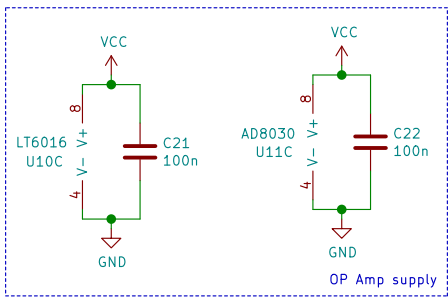 VCC
8
V+
LT6016
U10C
V-
4
C21
100n
GND
VCC
8
V+
AD8030
U11C
V-
4
C22
100n
GND
OP Amp supply